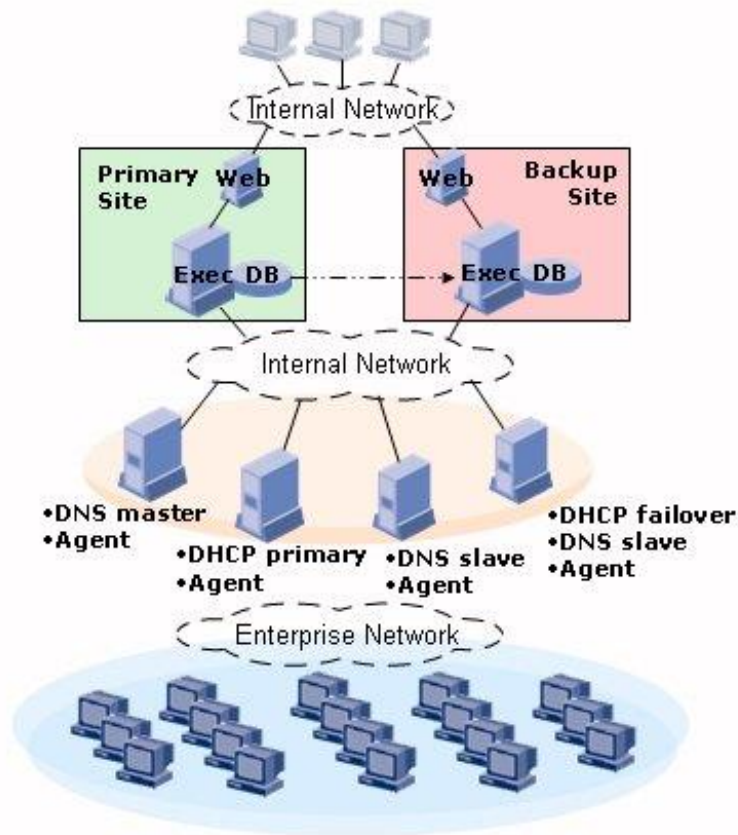 Internal Network
Primary
Site
Web
Web
Backup
Site
Exec DB
Exec DB
Internal Network
•DNS master
•Agent
•DHCP primary
•Agent
•DNS slave
•Agent
•DHCP failover
•DNS slave
•Agent
Enterprise Network